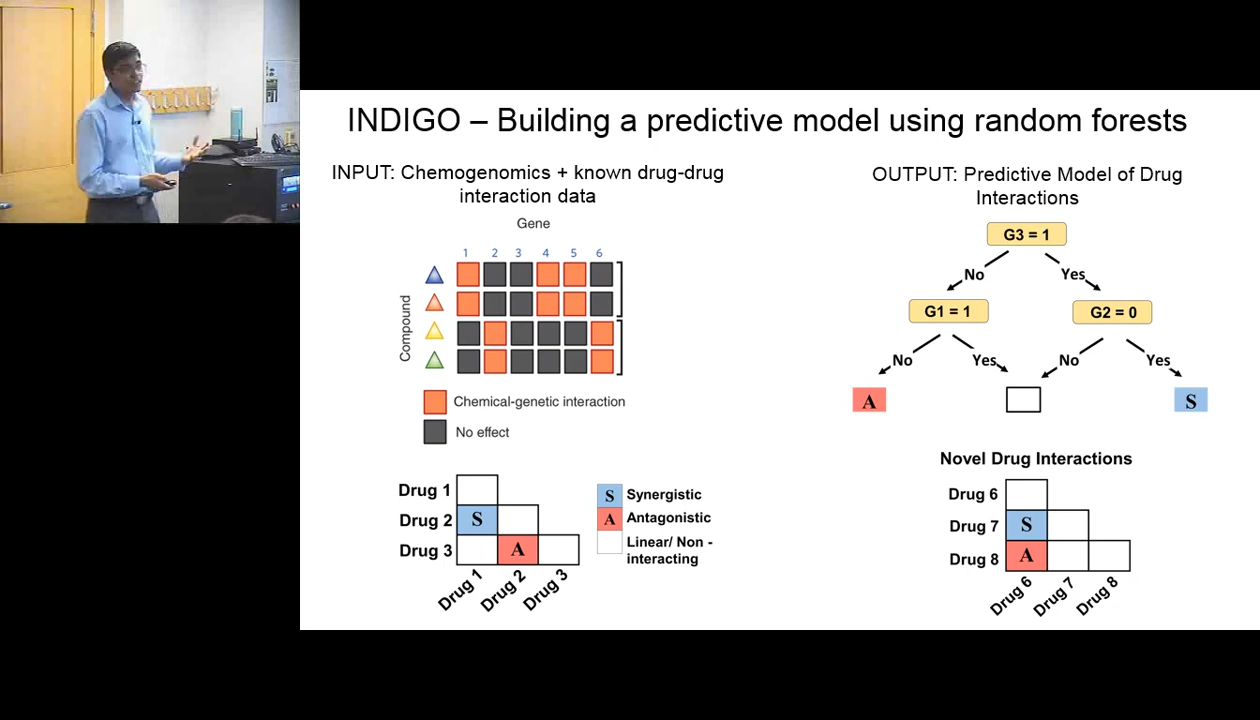 INDIGO – Building a predictive model using random forests
INPUT: Chemogenomics + known drug-drug
interaction data
Gene
1 2 3 4 5 6
Compound
Chemical-genetic interaction
No effect
Drug 1
Drug 2 S
Drug 3 A
Drug 1 Drug 2 Drug 3
S Synergistic
A Antagonistic
Linear/ Non -
interacting
OUTPUT: Predictive Model of Drug
Interactions
G3 = 1
No Yes
G1 = 1 G2 = 0
No Yes No Yes
A S
Novel Drug Interactions
Drug 6
Drug 7 S
Drug 8 A
Drug 6 Drug 7 Drug 8